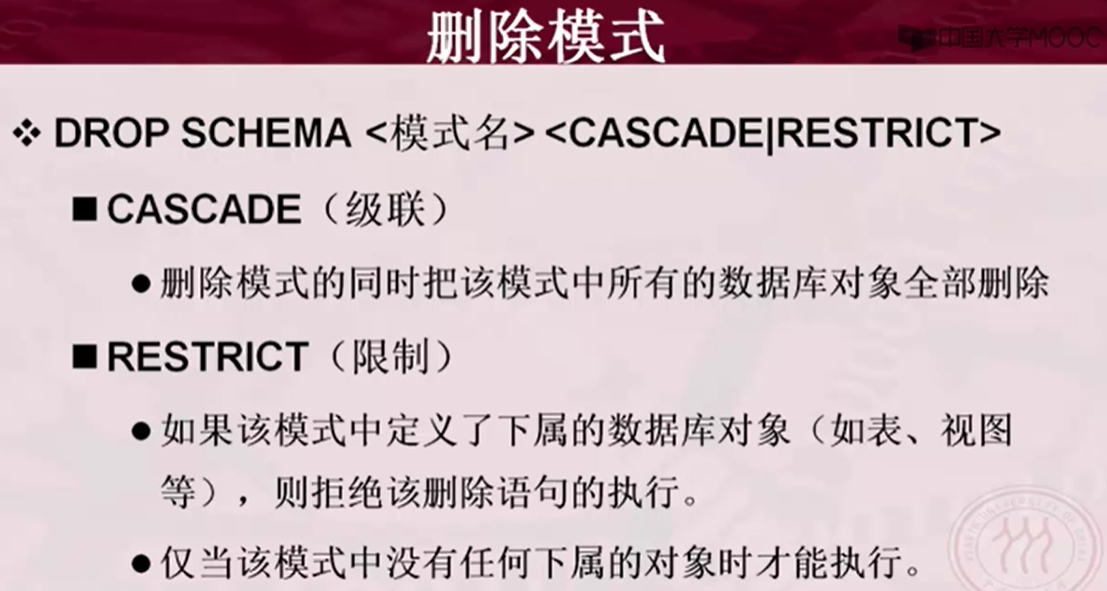 删除模式
中国大学MOOC
❖ DROP SCHEMA <模式名> <CASCADE|RESTRICT>
■ CASCADE（级联）
● 删除模式的同时把该模式中所有的数据库对象全部删除
■ RESTRICT（限制）
● 如果该模式中定义了下属的数据库对象（如表、视图
等），则拒绝该删除语句的执行。
● 仅当该模式中没有任何下属的对象时才能执行。